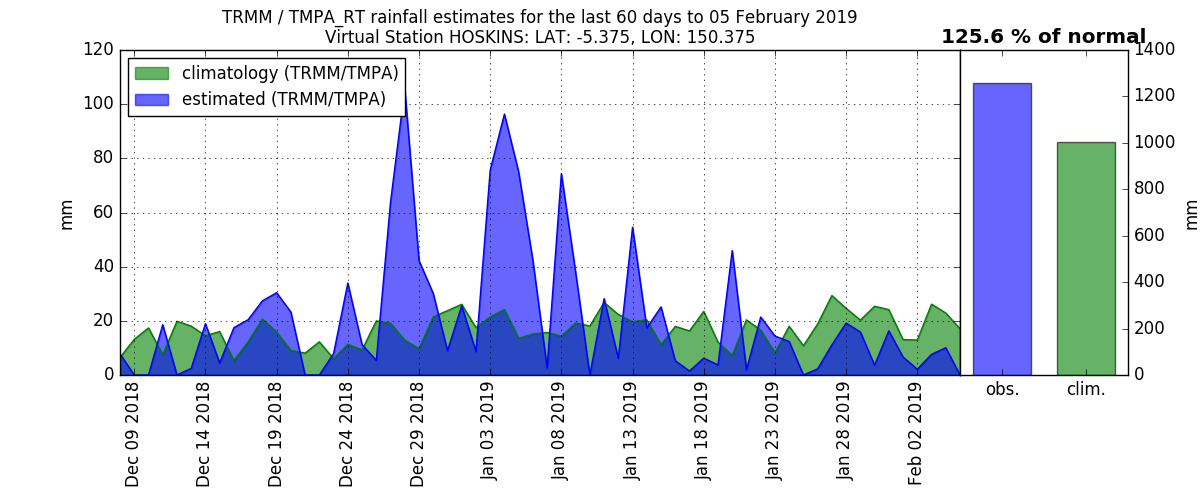 TRMM / TMPA_RT rainfall estimates for the last 60 days to 05 February 2019
Virtual Station HOSKINS: LAT: -5.375, LON: 150.375
125.6 % of normal
climatology (TRMM/TMPA)
estimated (TRMM/TMPA)
mm
120
100
80
60
40
20
0
Dec 09 2018
Dec 14 2018
Dec 19 2018
Dec 24 2018
Dec 29 2018
Jan 03 2019
Jan 08 2019
Jan 13 2019
Jan 18 2019
Jan 23 2019
Jan 28 2019
Feb 02 2019
obs.
clim.
1400
1200
1000
800
600
400
200
0
mm